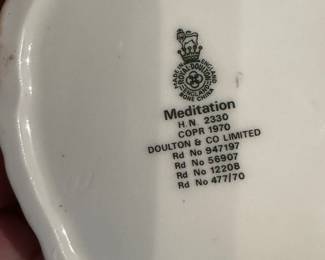 MADE IN ENGLAND
ROYAL DOULTON
ENGLAND
BONE CHINA
Meditation
H.N. 2330
COPR 1970
DOULTON & CO LIMITED
Rd No 947197
Rd No 56907
Rd No 12208
Rd No 477/70